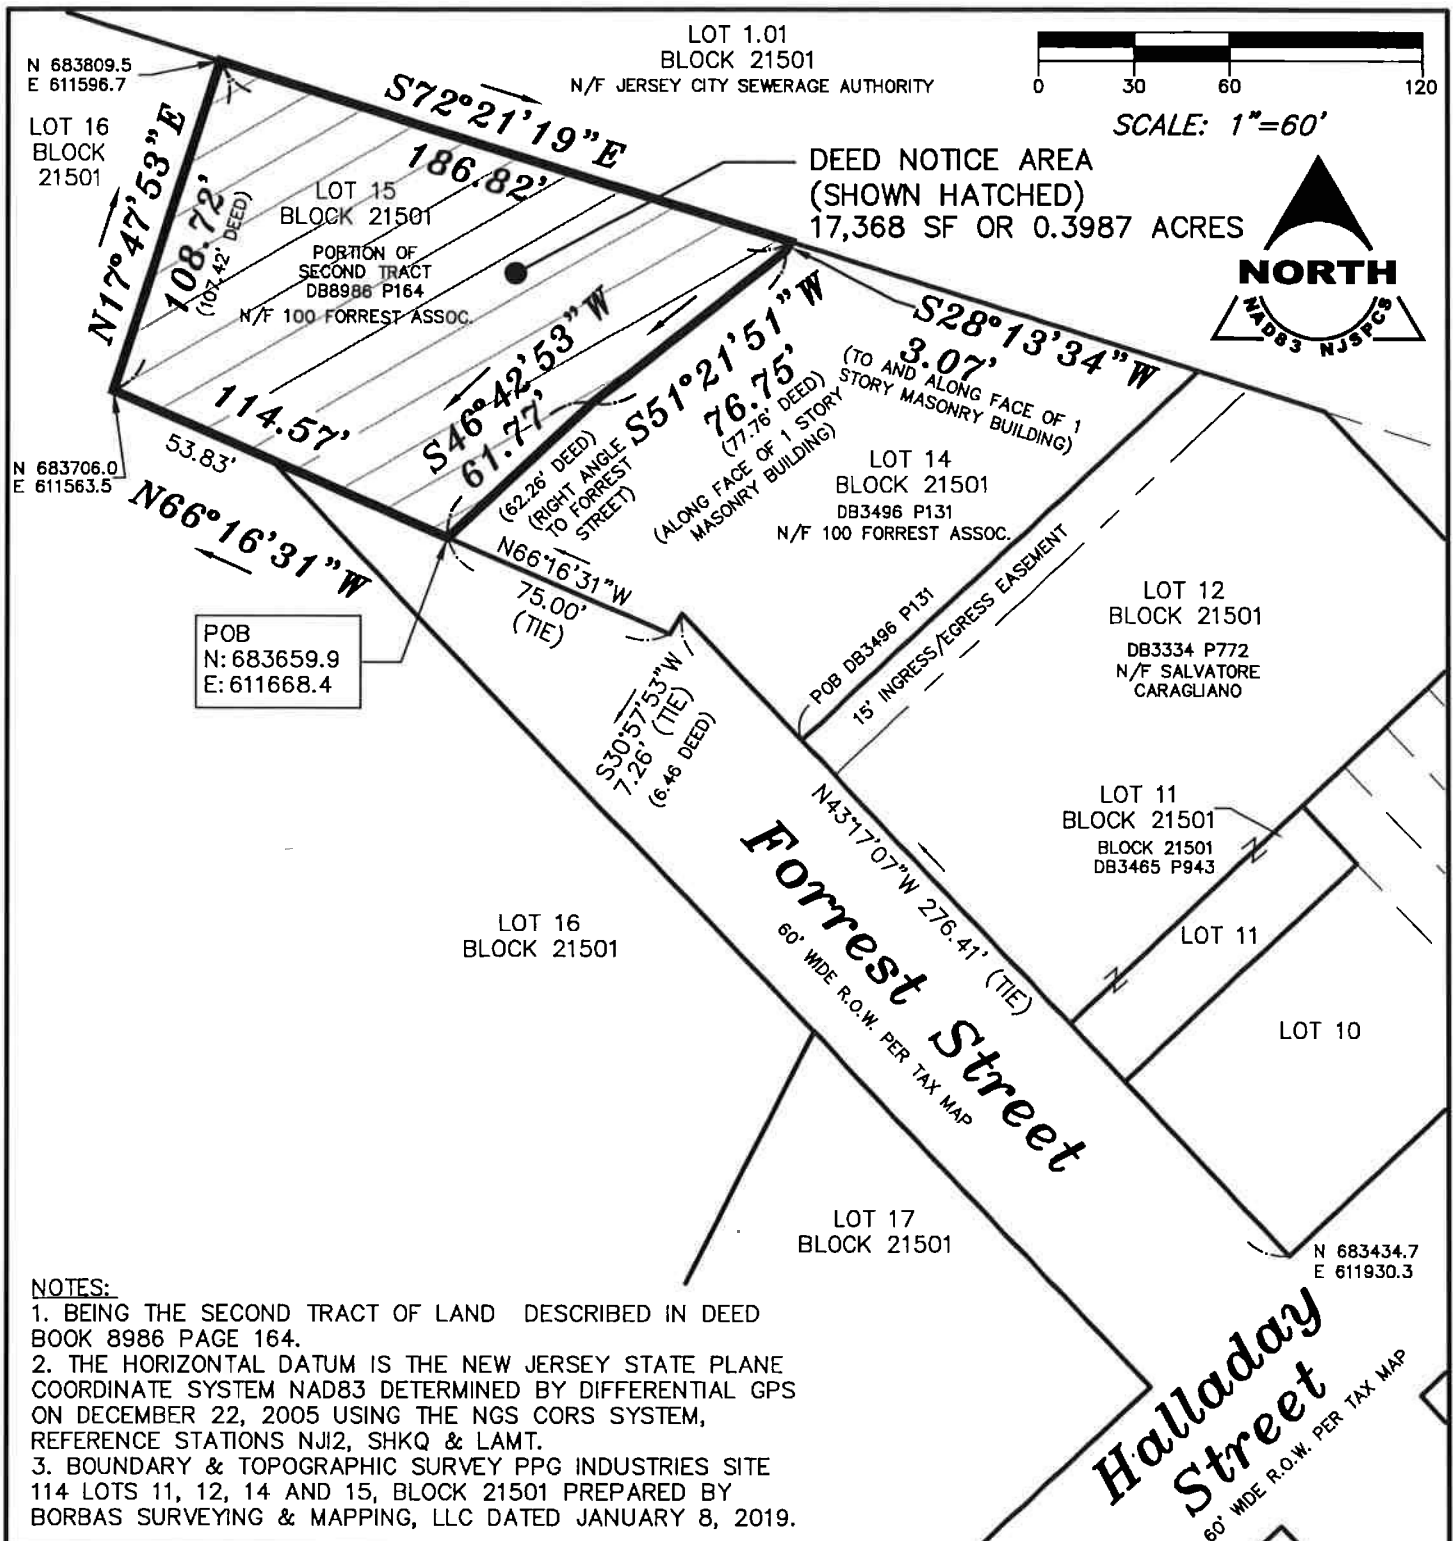 LOT 1.01
BLOCK 21501
N/F JERSEY CITY SEWERAGE AUTHORITY
0 30 60 120
SCALE: 1"=60'
N 683809.5
E 611596.7
LOT 16
BLOCK
21501
S72°21'19"E
186.82'
N17°47'53"E
108.72'
(107.42' DEED)
LOT 15
BLOCK 21501
PORTION OF
SECOND TRACT
DB8986 P164
N/F 100 FORREST ASSOC.
DEED NOTICE AREA
(SHOWN HATCHED)
17,368 SF OR 0.3987 ACRES
NORTH
NAD83 NJSPCS
S28°13'34"W
3.07'
(TO AND ALONG FACE OF 1
STORY MASONRY BUILDING)
S51°21'51"W
76.75'
(77.76' DEED)
(ALONG FACE OF 1 STORY
MASONRY BUILDING)
S46°42'53"W
61.77'
(62.26' DEED)
(RIGHT ANGLE
TO FORREST
STREET)
114.57'
53.83'
N 683706.0
E 611563.5
N66°16'31"W
LOT 14
BLOCK 21501
DB3496 P131
N/F 100 FORREST ASSOC.
N66°16'31"W
75.00'
(TIE)
POB
N: 683659.9
E: 611668.4
S30°57'53"W
7.26' (TIE)
(6.46 DEED)
POB DB3496 P131
15' INGRESS/EGRESS EASEMENT
LOT 12
BLOCK 21501
DB3334 P772
N/F SALVATORE
CARAGLIANO
LOT 11
BLOCK 21501
BLOCK 21501
DB3465 P943
N43°17'07"W 276.41' (TIE)
Forrest Street
60' WIDE R.O.W. PER TAX MAP
LOT 16
BLOCK 21501
LOT 11
LOT 10
LOT 17
BLOCK 21501
N 683434.7
E 611930.3
Halladay
Street
60' WIDE R.O.W. PER TAX MAP
NOTES:
1. BEING THE SECOND TRACT OF LAND DESCRIBED IN DEED
BOOK 8986 PAGE 164.
2. THE HORIZONTAL DATUM IS THE NEW JERSEY STATE PLANE
COORDINATE SYSTEM NAD83 DETERMINED BY DIFFERENTIAL GPS
ON DECEMBER 22, 2005 USING THE NGS CORS SYSTEM,
REFERENCE STATIONS NJI2, SHKQ & LAMT.
3. BOUNDARY & TOPOGRAPHIC SURVEY PPG INDUSTRIES SITE
114 LOTS 11, 12, 14 AND 15, BLOCK 21501 PREPARED BY
BORBAS SURVEYING & MAPPING, LLC DATED JANUARY 8, 2019.